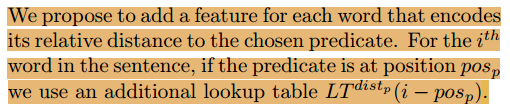 We propose to add a feature for each word that encodes
its relative distance to the chosen predicate. For the i^{th}
word in the sentence, if the predicate is at position pos_p
we use an additional lookup table LT^{dist_p}(i − pos_p).